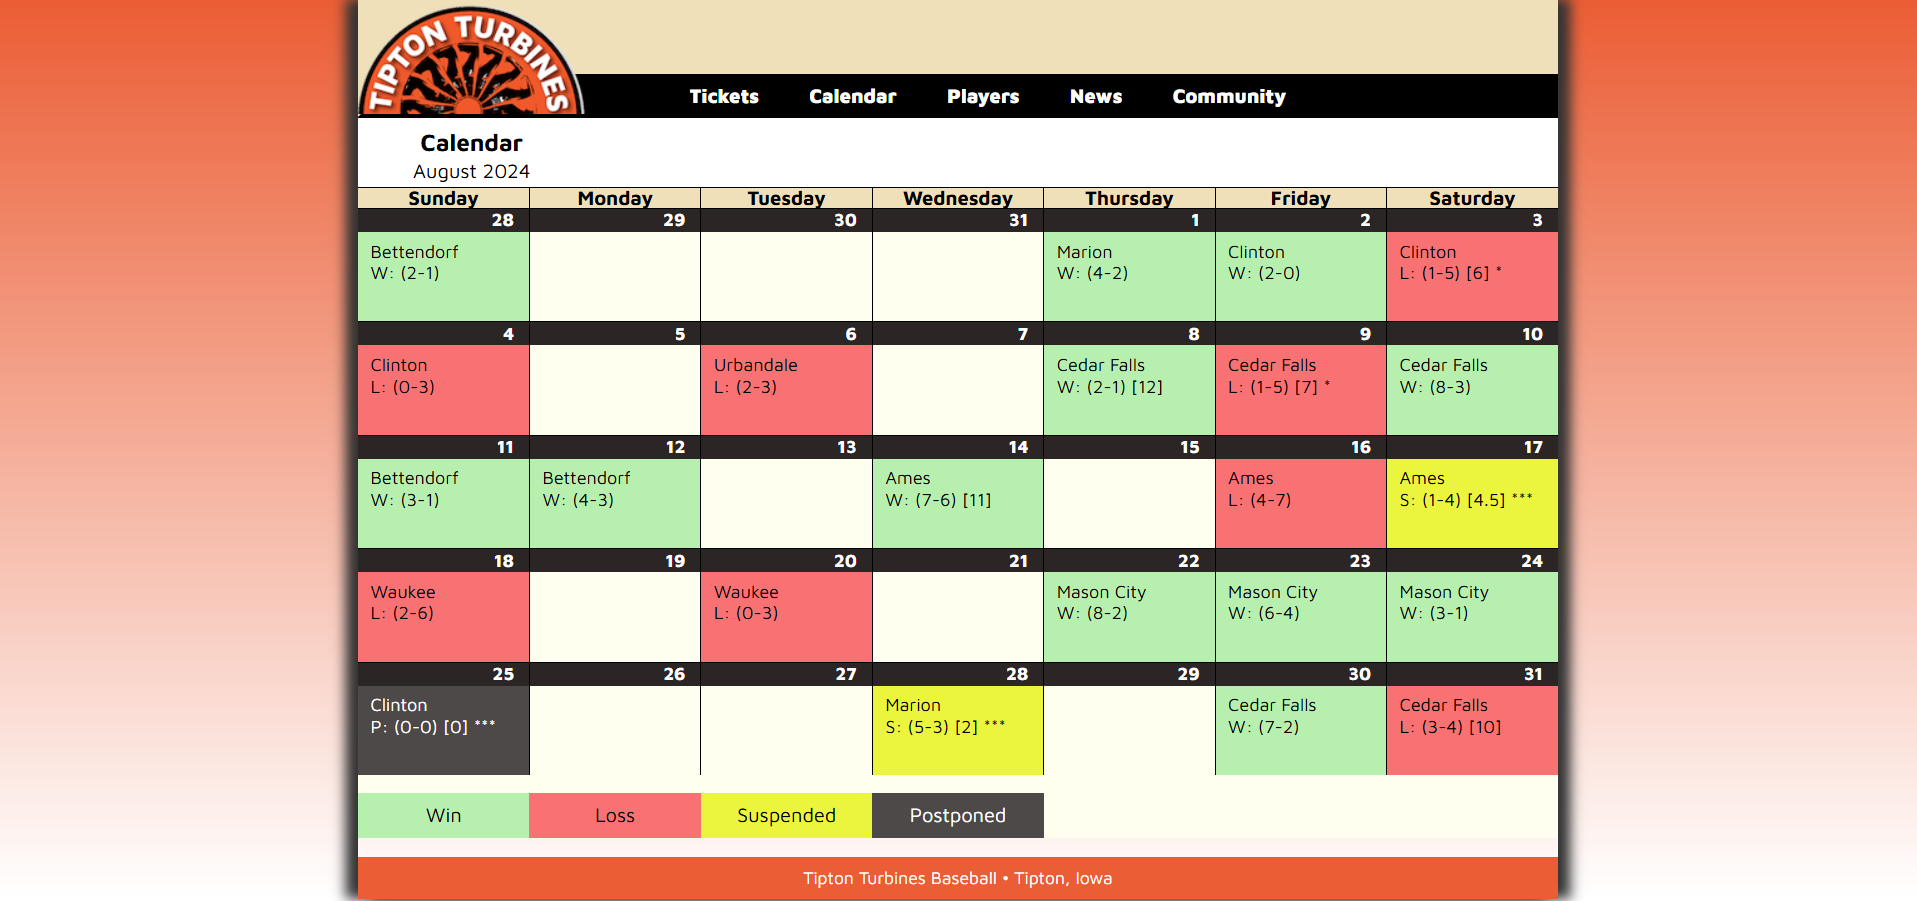 TIPTON TURBINES
Tickets Calendar Players News Community
Calendar
August 2024
Sunday Monday Tuesday Wednesday Thursday Friday Saturday
28 29 30 31 1 2 3
Bettendorf Marion Clinton Clinton
W: (2-1) W: (4-2) W: (2-0) L: (1-5) [6] *
4 5 6 7 8 9 10
Clinton Urbandale Cedar Falls Cedar Falls Cedar Falls
L: (0-3) L: (2-3) W: (2-1) [12] L: (1-5) [7] * W: (8-3)
11 12 13 14 15 16 17
Bettendorf Bettendorf Ames Ames Ames
W: (3-1) W: (4-3) W: (7-6) [11] L: (4-7) S: (1-4) [4.5] ***
18 19 20 21 22 23 24
Waukee Waukee Mason City Mason City Mason City
L: (2-6) L: (0-3) W: (8-2) W: (6-4) W: (3-1)
25 26 27 28 29 30 31
Clinton Marion Cedar Falls Cedar Falls
P: (0-0) [0] *** S: (5-3) [2] *** W: (7-2) L: (3-4) [10]
Win Loss Suspended Postponed
Tipton Turbines Baseball • Tipton, Iowa